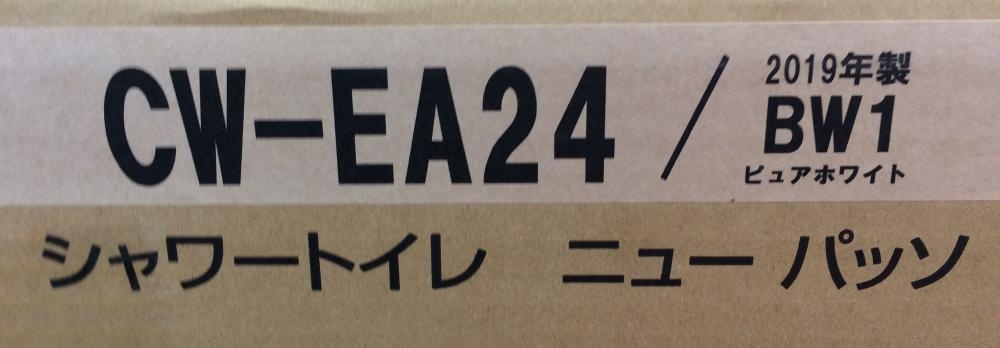 CW-EA24 / 2019年製
BW1
ピュアホワイト
シャワートイレ ニューパッソ